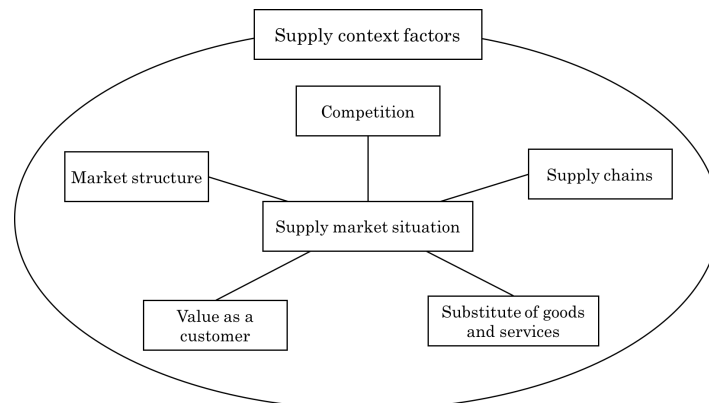 Supply context factors
Competition
Market structure
Supply chains
Supply market situation
Value as a
customer
Substitute of goods
and services